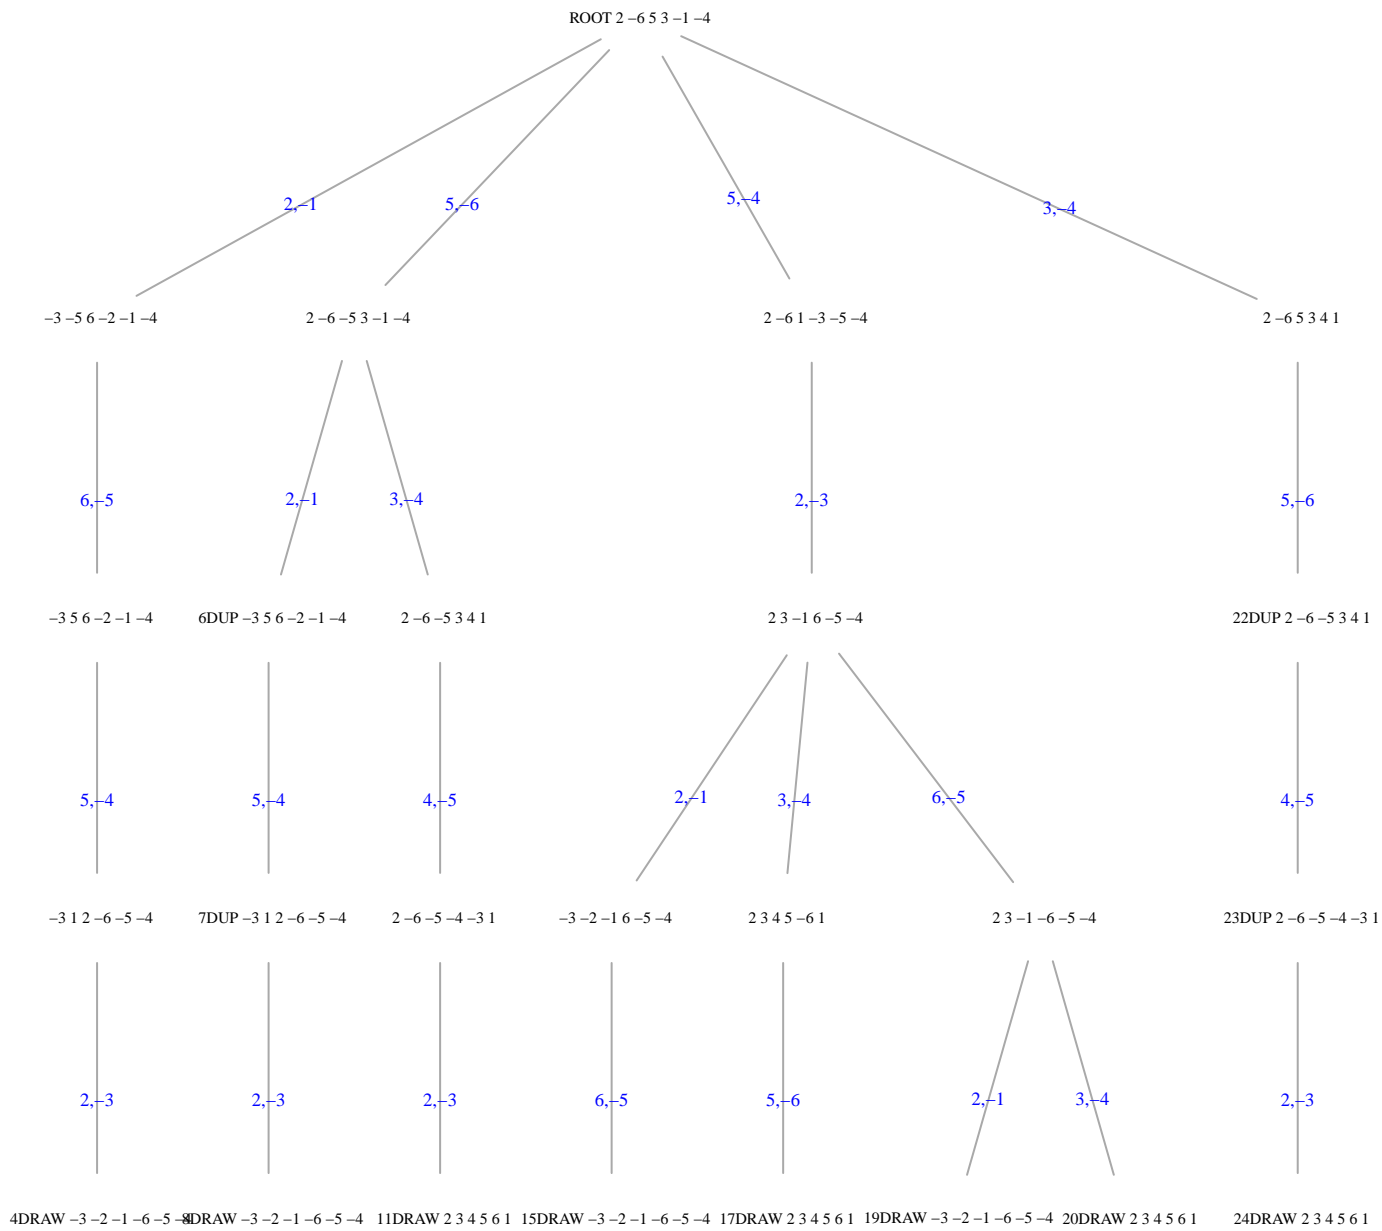 ROOT 2 −6 5 3 −1 −4
2,−1 5,−6 5,−4 3,−4
−3 −5 6 −2 −1 −4 2 −6 −5 3 −1 −4 2 −6 1 −3 −5 −4 2 −6 5 3 4 1
6,−5 2,−1 3,−4 2,−3 5,−6
−3 5 6 −2 −1 −4 6DUP −3 5 6 −2 −1 −4 2 −6 −5 3 4 1 2 3 −1 6 −5 −4 22DUP 2 −6 −5 3 4 1
5,−4 5,−4 4,−5 2,−1 3,−4 6,−5 4,−5
−3 1 2 −6 −5 −4 7DUP −3 1 2 −6 −5 −4 2 −6 −5 −4 −3 1 −3 −2 −1 6 −5 −4 2 3 4 5 −6 1 2 3 −1 −6 −5 −4 23DUP 2 −6 −5 −4 −3 1
2,−3 2,−3 2,−3 6,−5 5,−6 2,−1 3,−4 2,−3
4DRAW −3 −2 −1 −6 −5 −4 8DRAW −3 −2 −1 −6 −5 −4 11DRAW 2 3 4 5 6 1 15DRAW −3 −2 −1 −6 −5 −4 17DRAW 2 3 4 5 6 1 19DRAW −3 −2 −1 −6 −5 −4 20DRAW 2 3 4 5 6 1 24DRAW 2 3 4 5 6 1